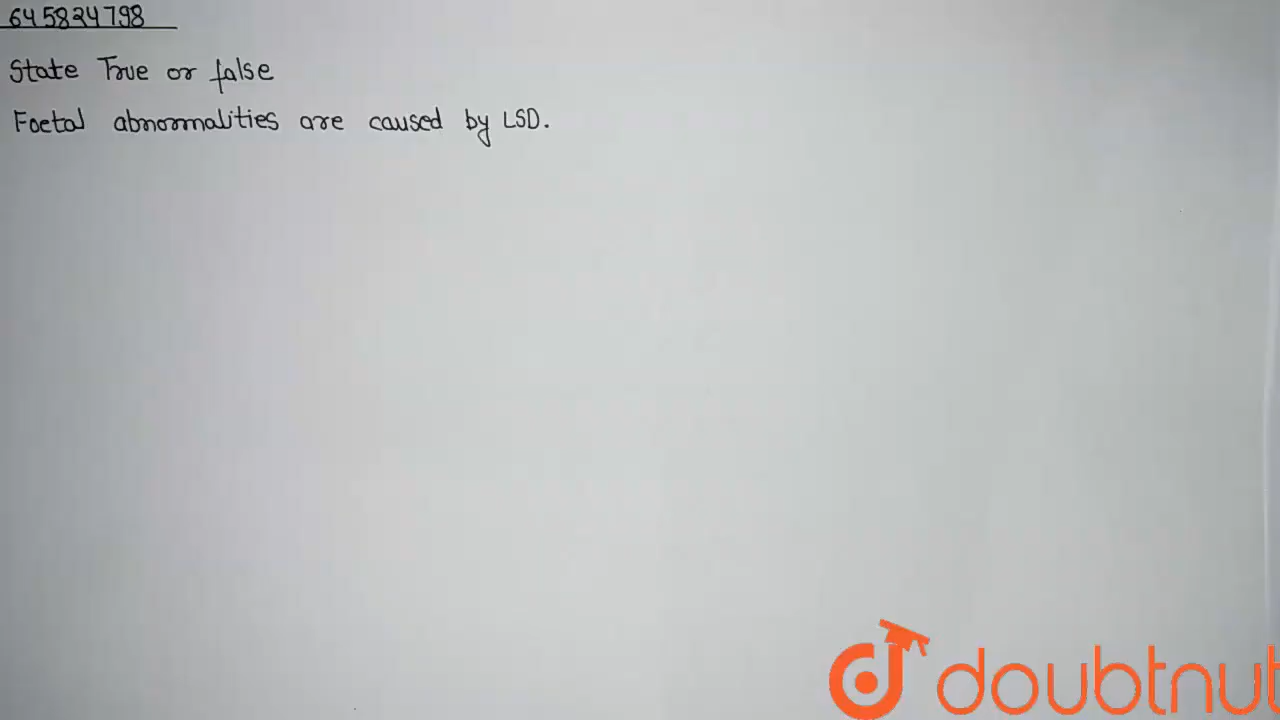 645824798
State True or false
Foetal abnormalities are caused by LSD.
doubtnut